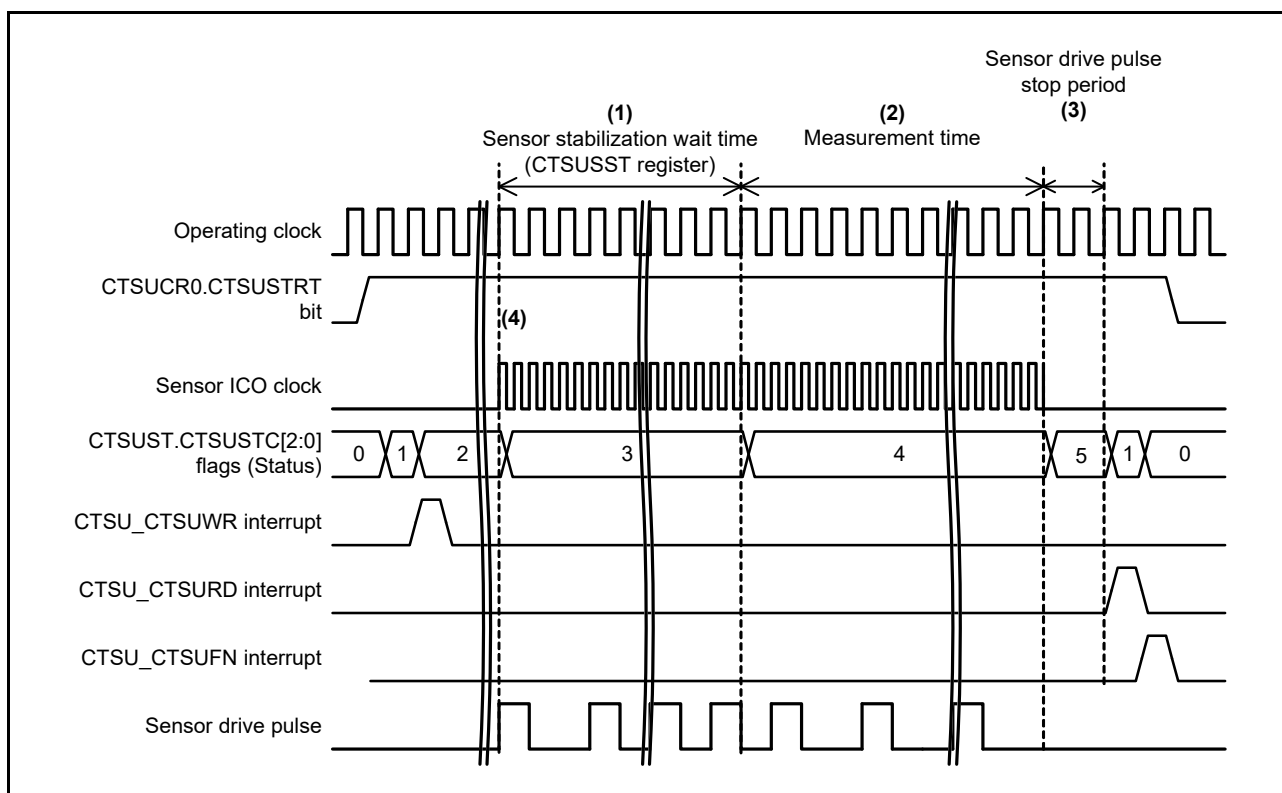 Sensor drive pulse
stop period
(3)
(1)
Sensor stabilization wait time
(CTSUSST register)
(2)
Measurement time
Operating clock
CTSUCR0.CTSUSTRT
bit
(4)
Sensor ICO clock
CTSUST.CTSUSTC[2:0]
flags (Status)
0 1 2 3 4 5 1 0
CTSU_CTSUWR interrupt
CTSU_CTSURD interrupt
CTSU_CTSUFN interrupt
Sensor drive pulse